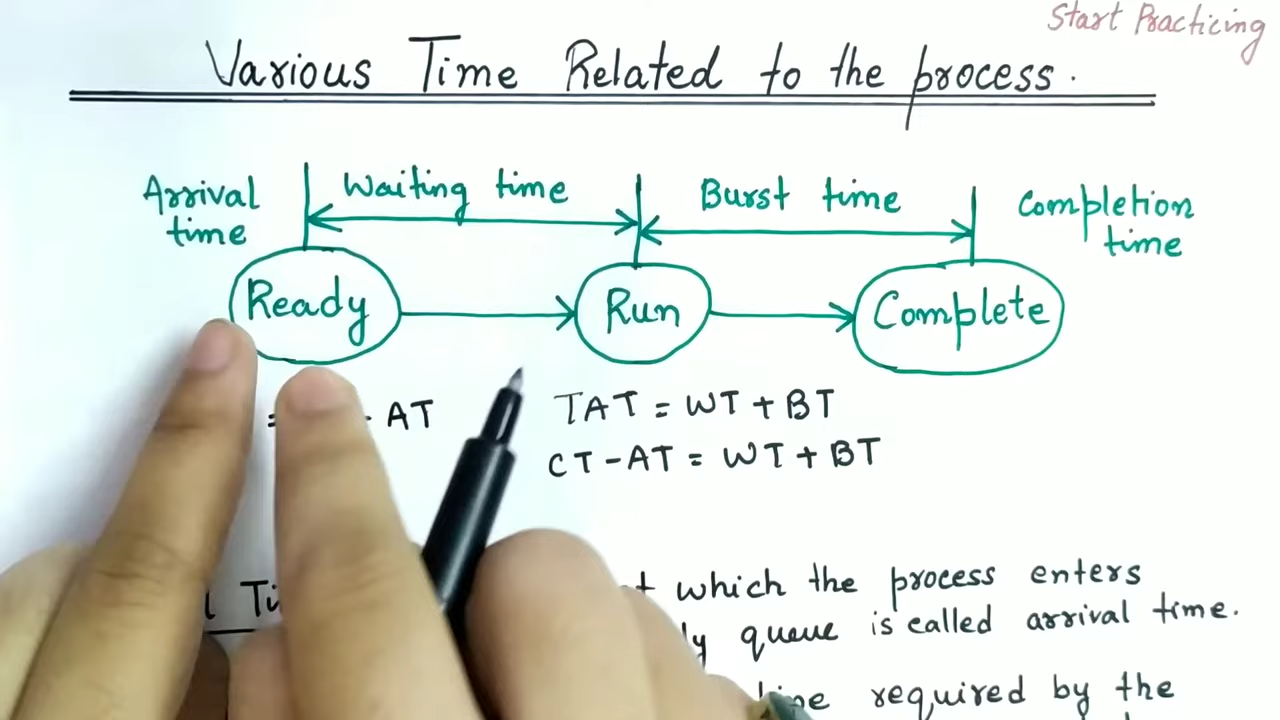 Start Practicing
Various Time Related to the process.
Arrival time
Waiting time
Burst time
Completion time
Ready
Run
Complete
= - AT
TAT = WT + BT
CT - AT = WT + BT
which the process enters
queue is called arrival time.
required by the